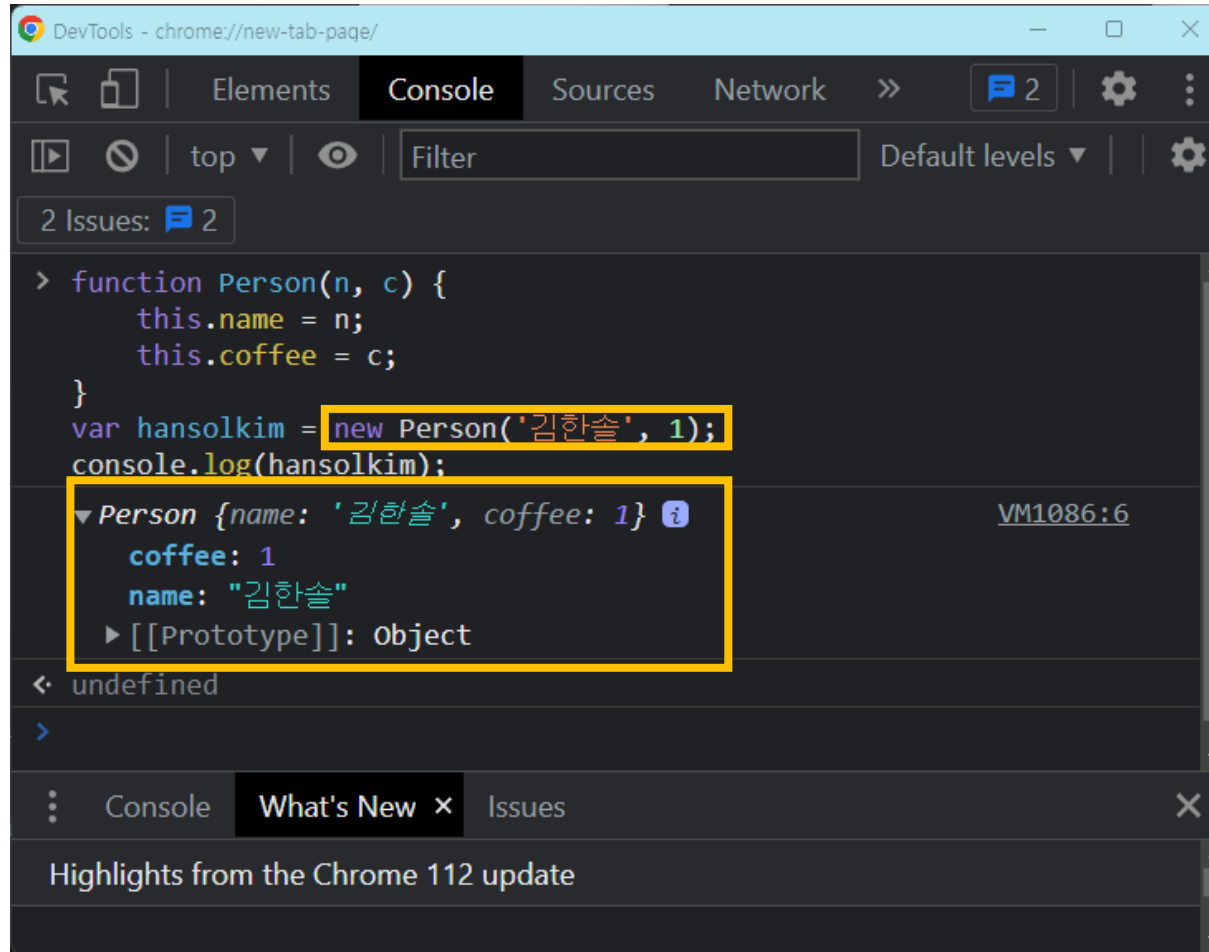 DevTools - chrome://new-tab-page/
Elements Console Sources Network » 2
top ▼ Filter Default levels ▼
2 Issues: 2
> function Person(n, c) {
this.name = n;
this.coffee = c;
}
var hansolkim = new Person('김한솔', 1);
console.log(hansolkim);
▼Person {name: '김한솔', coffee: 1} i VM1086:6
coffee: 1
name: "김한솔"
▶[[Prototype]]: Object
undefined
>
Console What's New × Issues
Highlights from the Chrome 112 update